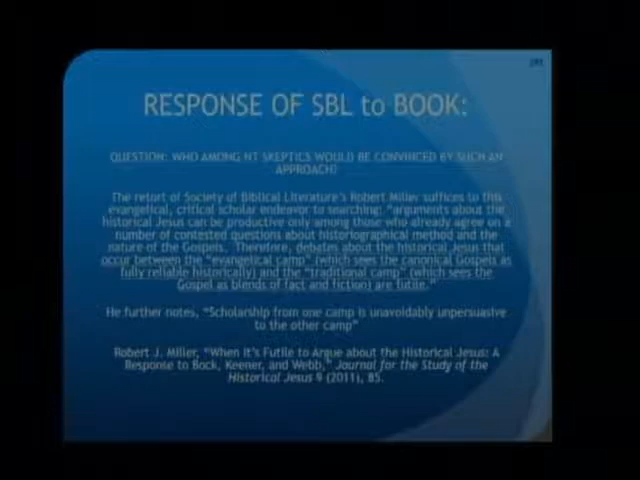 RESPONSE OF SBL to BOOK:
QUESTION: WHO AMONG NT SKEPTICS WOULD BE CONVINCED BY SUCH AN
APPROACH?
The retort of Society of Biblical Literature's Robert Miller suffices to this
evangelical, critical scholar endeavor to searching: "arguments about the
historical Jesus can be productive only among those who already agree on a
number of contested questions about historiographical method and the
nature of the Gospels. Therefore, debates about the historical Jesus that
occur between the "evangelical camp" (which sees the canonical Gospels as
fully reliable historically) and the "traditional camp" (which sees the
Gospel as blends of fact and fiction) are futile."
He further notes, "Scholarship from one camp is unavoidably unpersuasive
to the other camp"
Robert J. Miller, "When It's Futile to Argue about the Historical Jesus: A
Response to Bock, Keener, and Webb," Journal for the Study of the
Historical Jesus 9 (2011), 85.